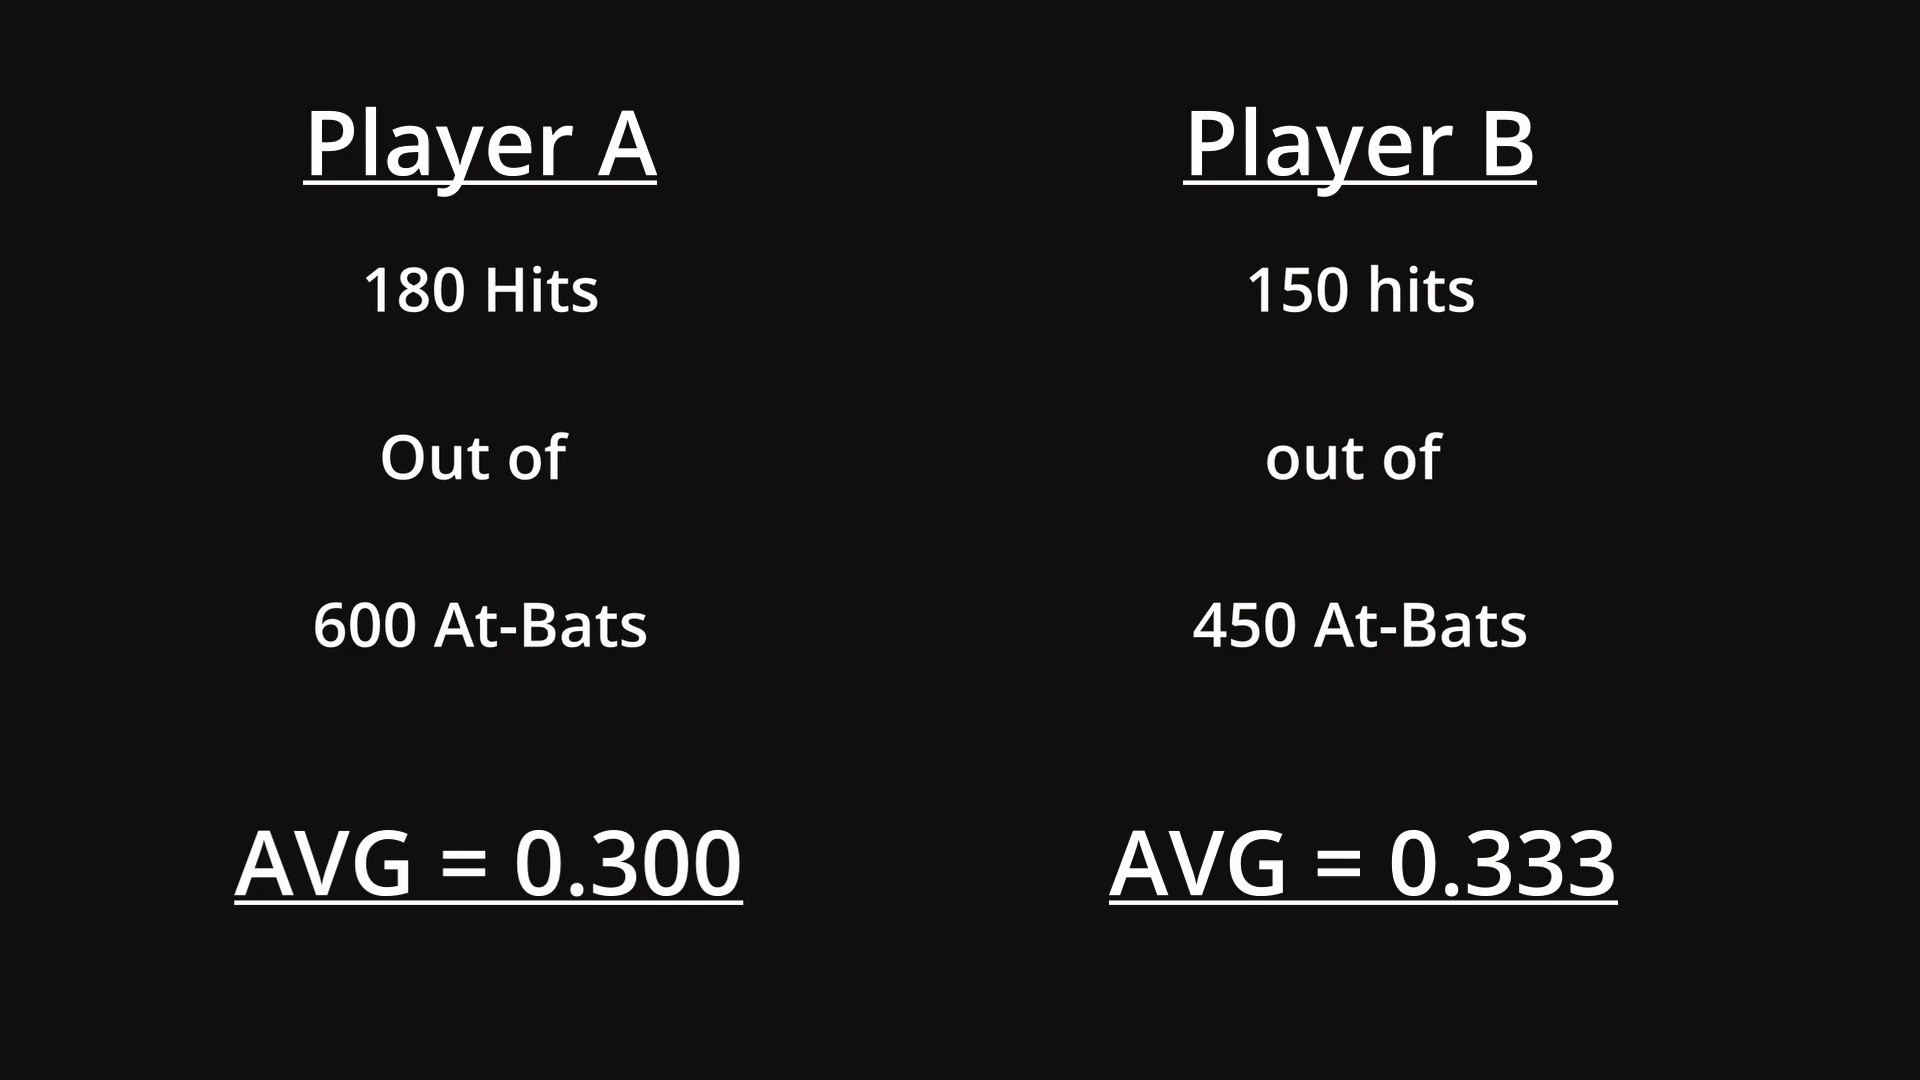 Player A
180 Hits
Out of
600 At-Bats
AVG = 0.300
Player B
150 hits
out of
450 At-Bats
AVG = 0.333